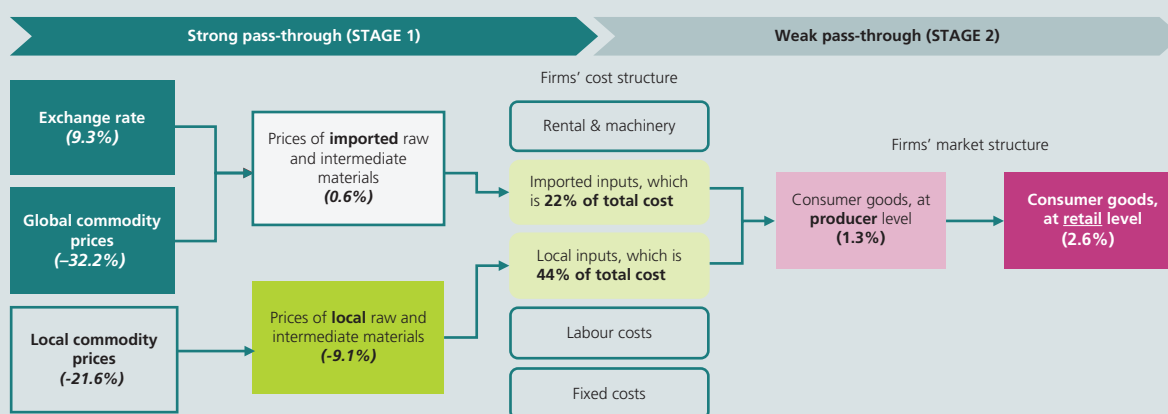 Strong pass-through (STAGE 1)
Weak pass-through (STAGE 2)
Exchange rate
(9.3%)
Global commodity
prices
(–32.2%)
Local commodity
prices
(-21.6%)
Prices of imported raw
and intermediate
materials
(0.6%)
Prices of local raw and
intermediate materials
(-9.1%)
Firms’ cost structure
Rental & machinery
Imported inputs, which
is 22% of total cost
Local inputs, which is
44% of total cost
Labour costs
Fixed costs
Firms’ market structure
Consumer goods, at
producer level
(1.3%)
Consumer goods,
at retail level
(2.6%)